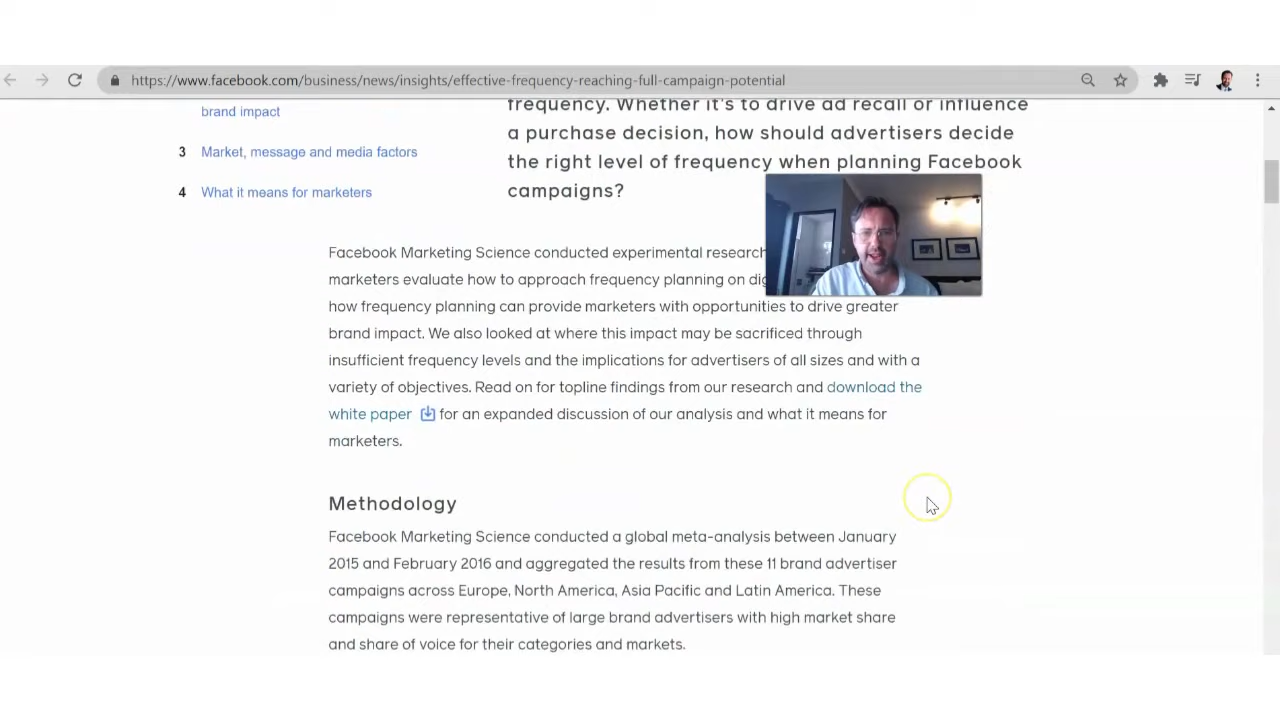 https://www.facebook.com/business/news/insights/effective-frequency-reaching-full-campaign-potential
brand impact
3 Market, message and media factors
4 What it means for marketers
frequency. Whether it's to drive ad recall or influence
a purchase decision, how should advertisers decide
the right level of frequency when planning Facebook
campaigns?
Facebook Marketing Science conducted experimental research
marketers evaluate how to approach frequency planning on
how frequency planning can provide marketers with opportunities to drive greater
brand impact. We also looked at where this impact may be sacrificed through
insufficient frequency levels and the implications for advertisers of all sizes and with a
variety of objectives. Read on for topline findings from our research and download the
white paper for an expanded discussion of our analysis and what it means for
marketers.
Methodology
Facebook Marketing Science conducted a global meta-analysis between January
2015 and February 2016 and aggregated the results from these 11 brand advertiser
campaigns across Europe, North America, Asia Pacific and Latin America. These
campaigns were representative of large brand advertisers with high market share
and share of voice for their categories and markets.